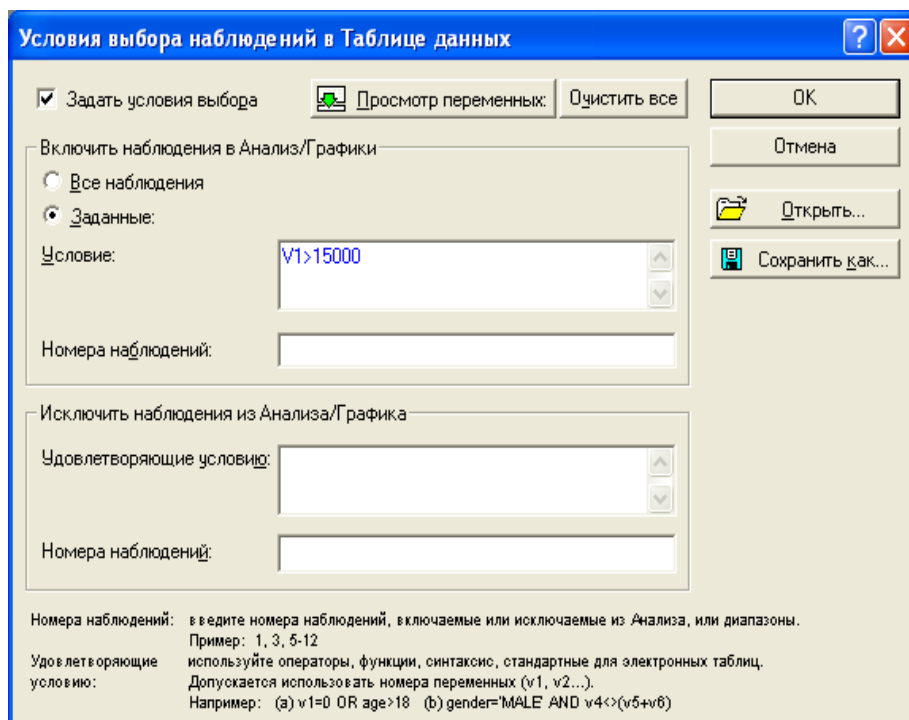 Условия выбора наблюдений в Таблице данных
Задать условия выбора
Просмотр переменных:
Очистить все
OK
Включить наблюдения в Анализ/Графики
Отмена
Все наблюдения
Заданные:
Открыть...
Условие:
V1>15000
Сохранить как...
Номера наблюдений:
Исключить наблюдения из Анализа/Графика
Удовлетворяющие условию:
Номера наблюдений:
Номера наблюдений: введите номера наблюдений, включаемые или исключаемые из Анализа, или диапазоны.
Пример: 1, 3, 5-12
Удовлетворяющие используйте операторы, функции, синтаксис, стандартные для электронных таблиц.
условию: Допускается использовать номера переменных (v1, v2...).
Например: (a) v1=0 OR age>18 (b) gender='MALE' AND v4<>(v5+v6)